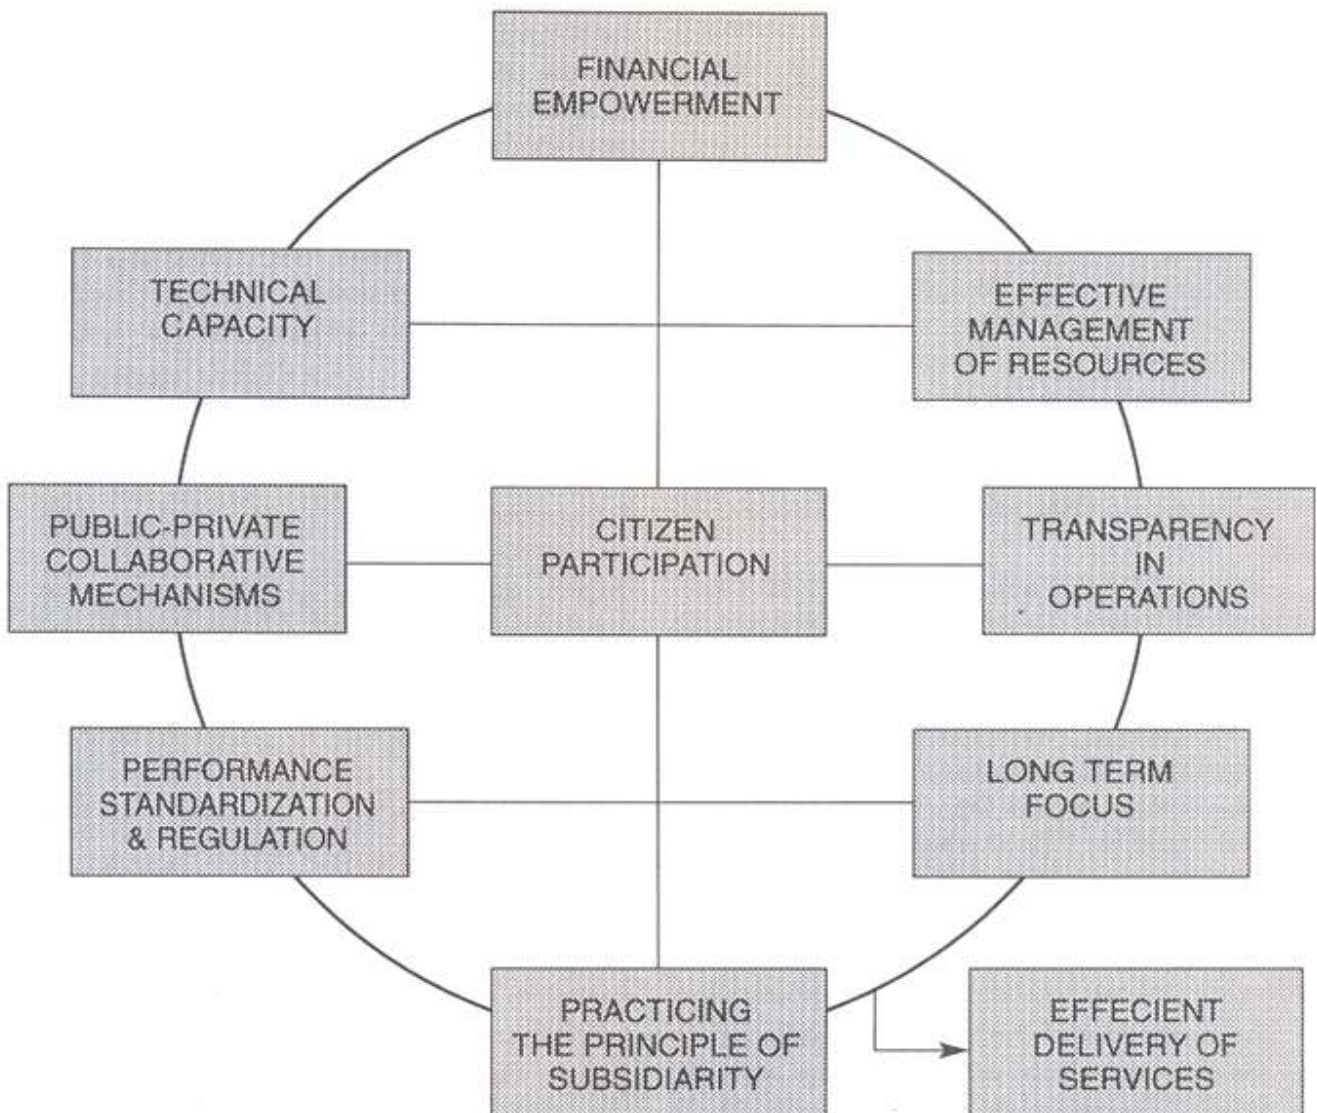 FINANCIAL
EMPOWERMENT
TECHNICAL
CAPACITY
EFFECTIVE
MANAGEMENT
OF RESOURCES
PUBLIC-PRIVATE
COLLABORATIVE
MECHANISMS
CITIZEN
PARTICIPATION
TRANSPARENCY
IN
OPERATIONS
PERFORMANCE
STANDARDIZATION
& REGULATION
LONG TERM
FOCUS
PRACTICING
THE PRINCIPLE OF
SUBSIDIARITY
EFFECIENT
DELIVERY OF
SERVICES